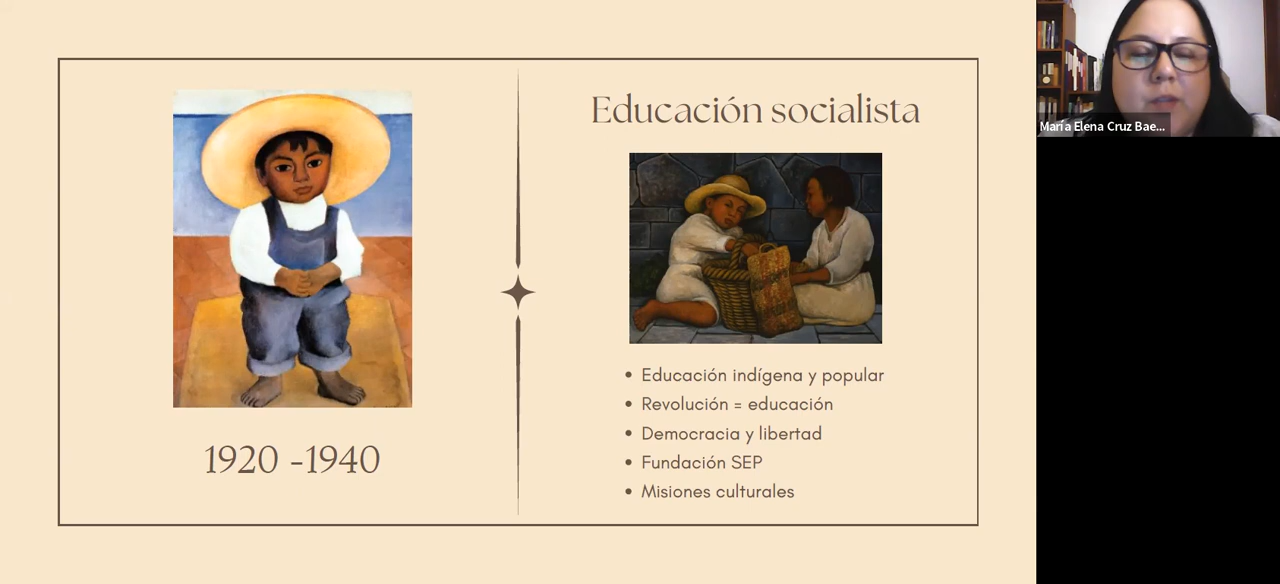 1920 -1940
Educación socialista
• Educación indígena y popular
• Revolución = educación
• Democracia y libertad
• Fundación SEP
• Misiones culturales
María Elena Cruz Bae...